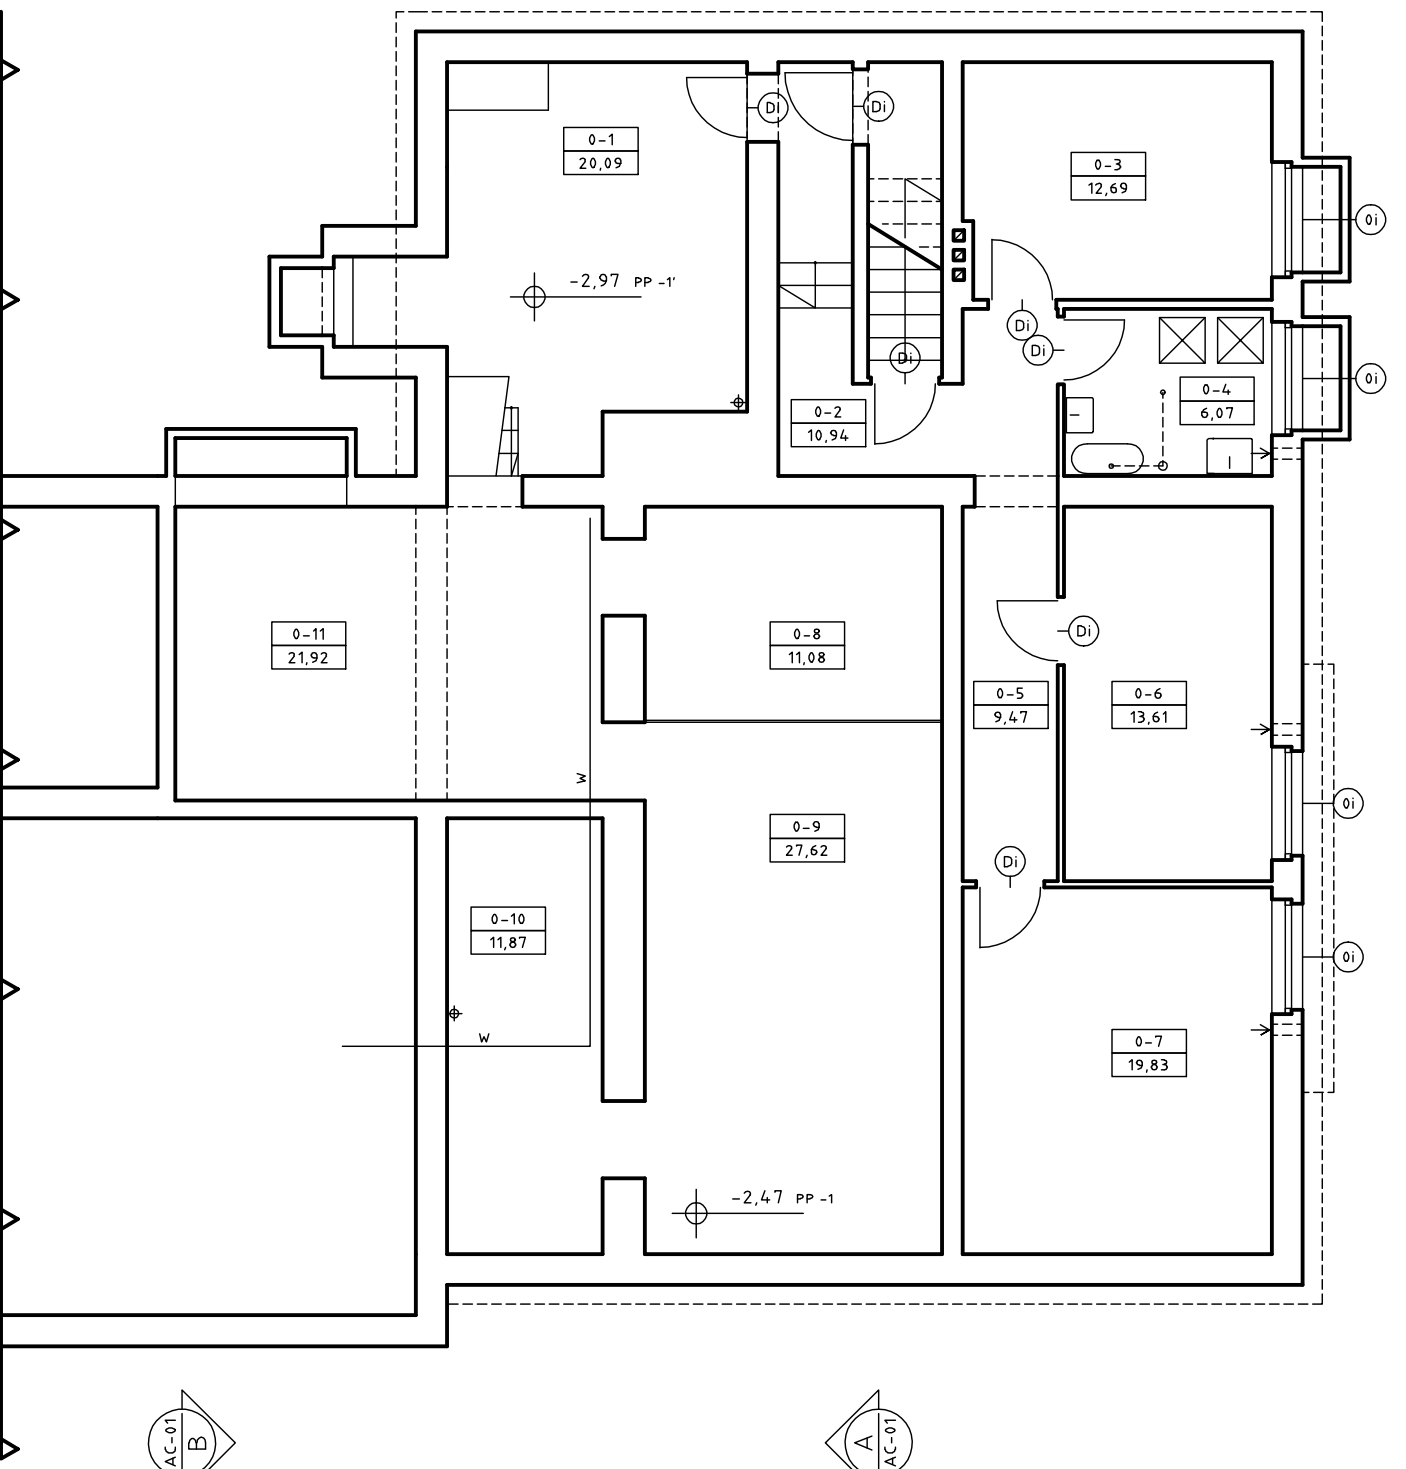 Di
Di
0-1
20,09
0-3
12,69
0i
-2,97 PP -1'
Di
Di
Di
0i
0-4
6,07
0-2
10,94
0-11
21,92
0-8
11,08
Di
0-5
9,47
0-6
13,61
W
0i
0-9
27,62
Di
0-10
11,87
0i
W
0-7
19,83
-2,47 PP -1
AC-01
B
A
AC-01